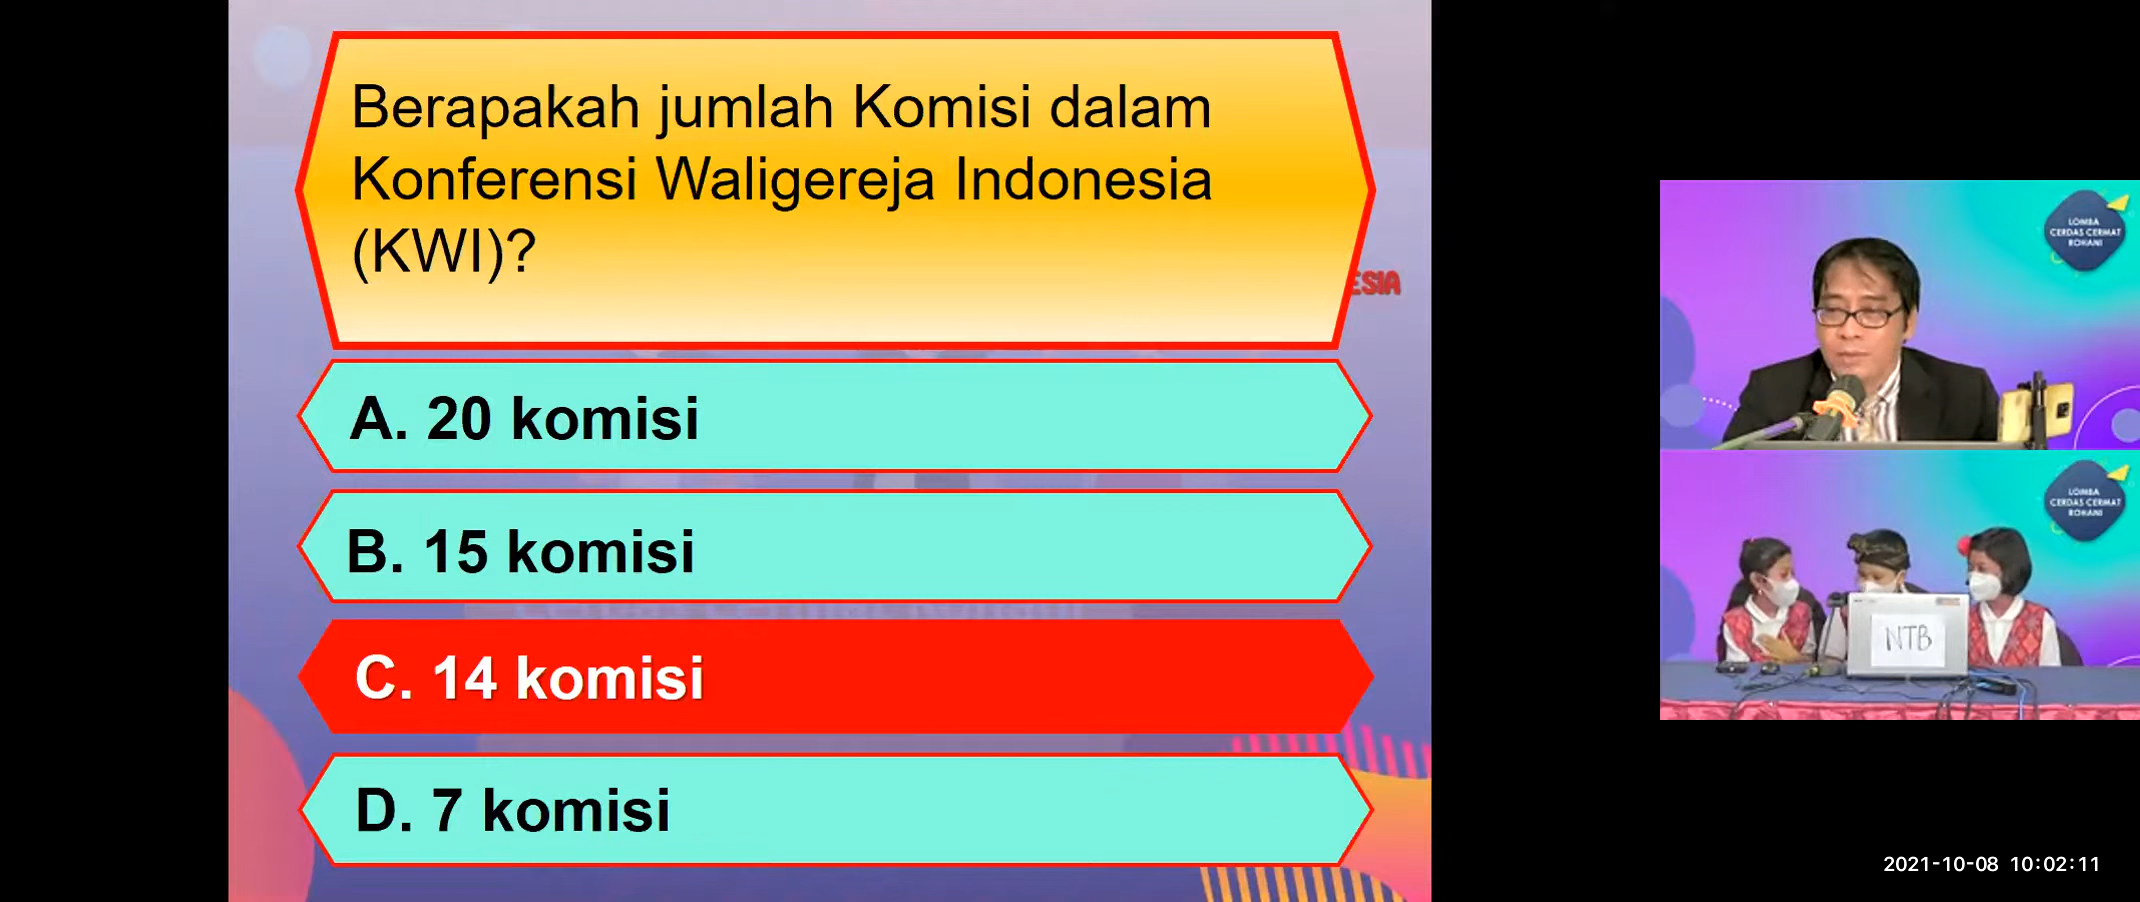 Berapakah jumlah Komisi dalam
Konferensi Waligereja Indonesia
(KWI)?
ESIA
A. 20 komisi
B. 15 komisi
C. 14 komisi
D. 7 komisi
LOMBA
CERDAS CERMAT
ROHANI
LOMBA
CERDAS CERMAT
ROHANI
NTB
2021-10-08 10:02:11